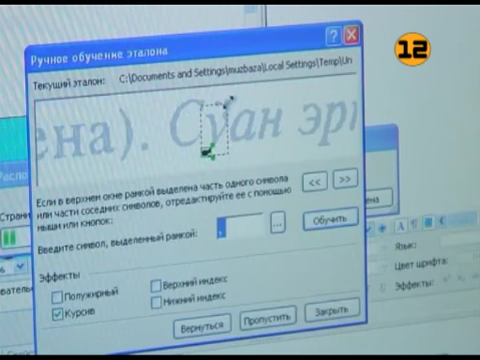 12
Ручное обучение эталона
Текущий эталон: C:\Documents and Settings\muzbaza\Local Settings\Temp\Un
ена). Суан эри
Если в верхнем окне рамкой выделена часть одного символа
или части соседних символов, отредактируйте ее с помощью
мыши или кнопок:
<< >>
Введите символ, выделенный рамкой: , ... Обучить
Эффекты
Полужирный Верхний индекс
Курсив Нижний индекс
Вернуться Пропустить Закрыть
Страни
Язык:
Цвет шрифта:
Эффекты: